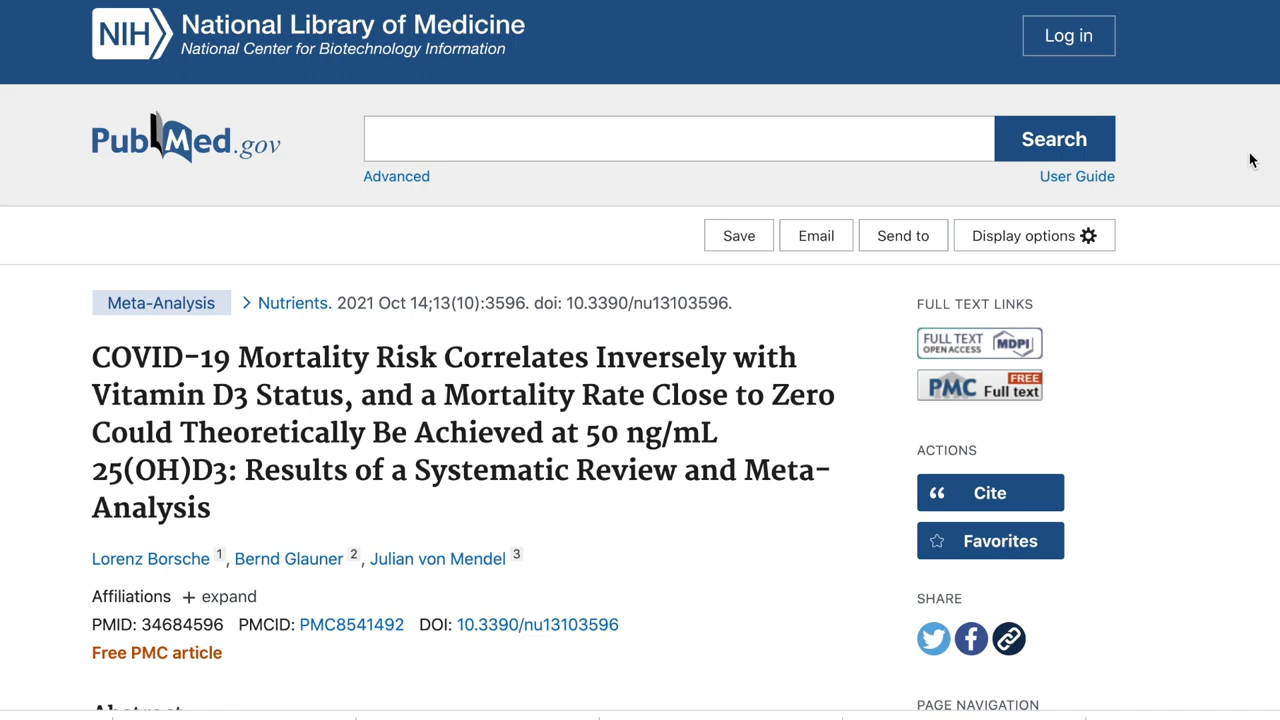 NIH National Library of Medicine
National Center for Biotechnology Information
Log in
PubMed.gov
Search
Advanced
User Guide
Save
Email
Send to
Display options
Meta-Analysis
Nutrients. 2021 Oct 14;13(10):3596. doi: 10.3390/nu13103596.
COVID-19 Mortality Risk Correlates Inversely with
Vitamin D3 Status, and a Mortality Rate Close to Zero
Could Theoretically Be Achieved at 50 ng/mL
25(OH)D3: Results of a Systematic Review and Meta-
Analysis
Lorenz Borsche 1, Bernd Glauner 2, Julian von Mendel 3
Affiliations + expand
PMID: 34684596 PMCID: PMC8541492 DOI: 10.3390/nu13103596
Free PMC article
Abstract
FULL TEXT LINKS
FULL TEXT
OPEN ACCESS
MDPI
PMC FREE
Full text
ACTIONS
Cite
Favorites
SHARE
PAGE NAVIGATION